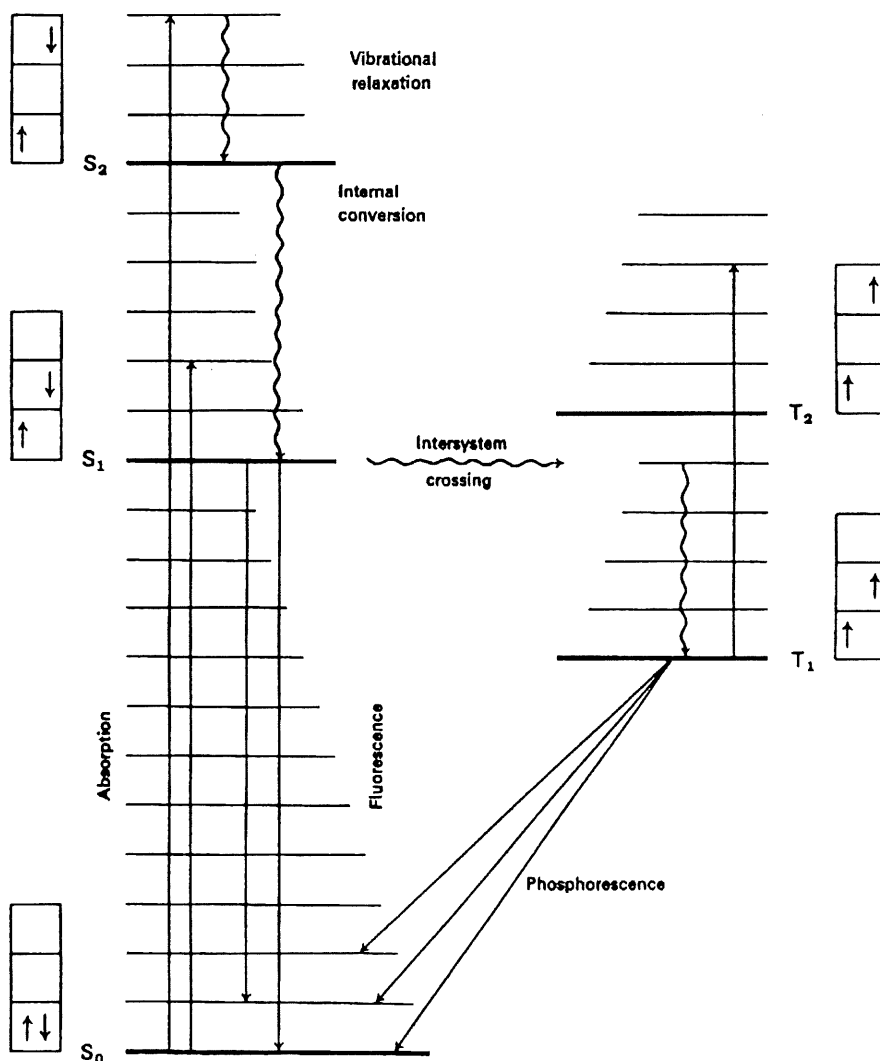 Vibrational
relaxation
S₂
Internal
conversion
S₁
Intersystem
crossing
T₂
T₁
Absorption
Fluorescence
Phosphorescence
S₀